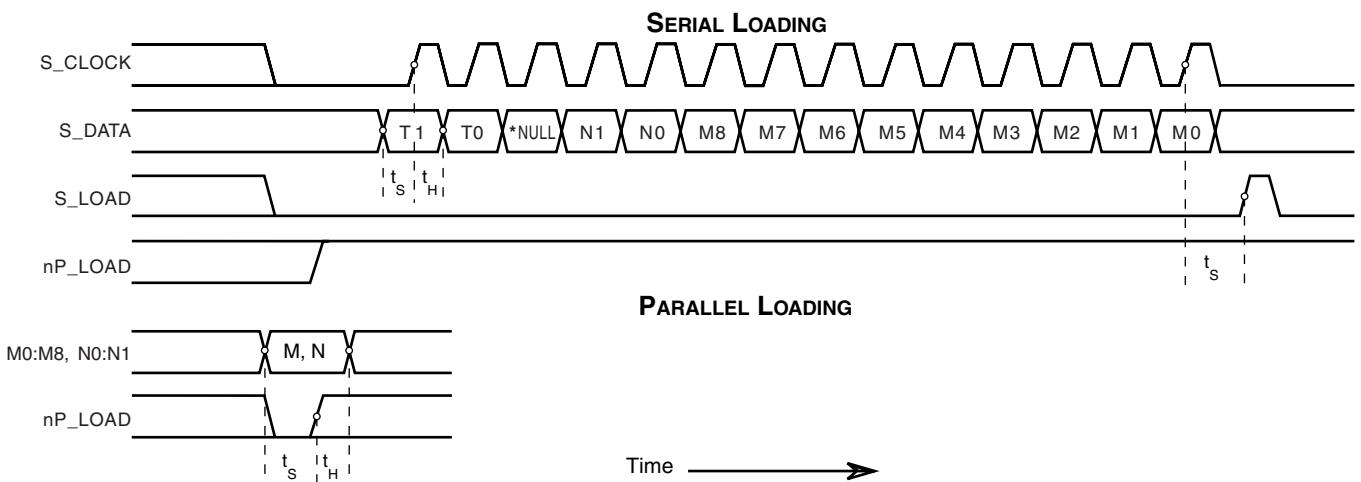 SERIAL LOADING
S_CLOCK
S_DATA
T1 T0 *NULL N1 N0 M8 M7 M6 M5 M4 M3 M2 M1 M0
tS tH
S_LOAD
nP_LOAD
tS
PARALLEL LOADING
M0:M8, N0:N1
M, N
nP_LOAD
tS tH
Time